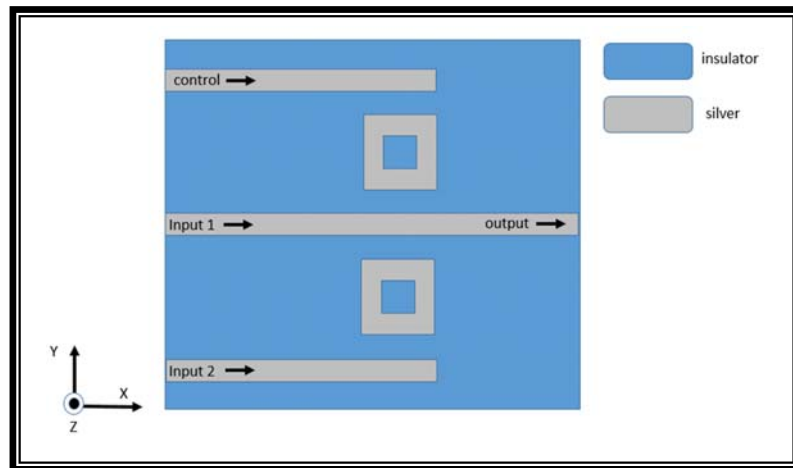 control
insulator
silver
Input 1
output
Input 2
Y
X
Z